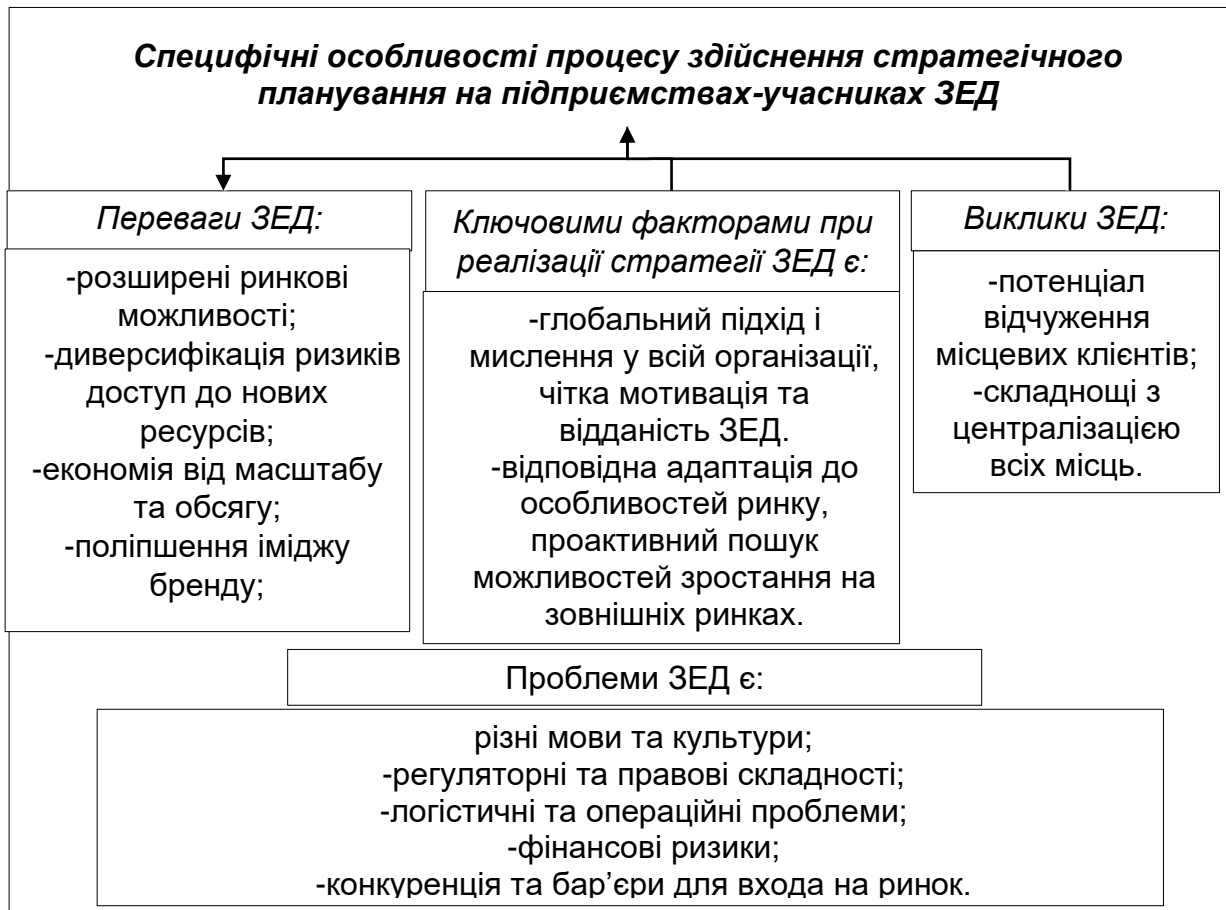 Специфічні особливості процесу здійснення стратегічного
планування на підприємствах-учасниках ЗЕД
Переваги ЗЕД:
-розширені ринкові
можливості;
-диверсифікація ризиків
доступ до нових
ресурсів;
-економія від масштабу
та обсягу;
-поліпшення іміджу
бренду;
Ключовими факторами при
реалізації стратегії ЗЕД є:
-глобальний підхід і
мислення у всій організації,
чітка мотивація та
відданість ЗЕД.
-відповідна адаптація до
особливостей ринку,
проактивний пошук
можливостей зростання на
зовнішніх ринках.
Виклики ЗЕД:
-потенціал
відчуження
місцевих клієнтів;
-складнощі з
централізацією
всіх місць.
Проблеми ЗЕД є:
різні мови та культури;
-регуляторні та правові складності;
-логістичні та операційні проблеми;
-фінансові ризики;
-конкуренція та бар’єри для входа на ринок.